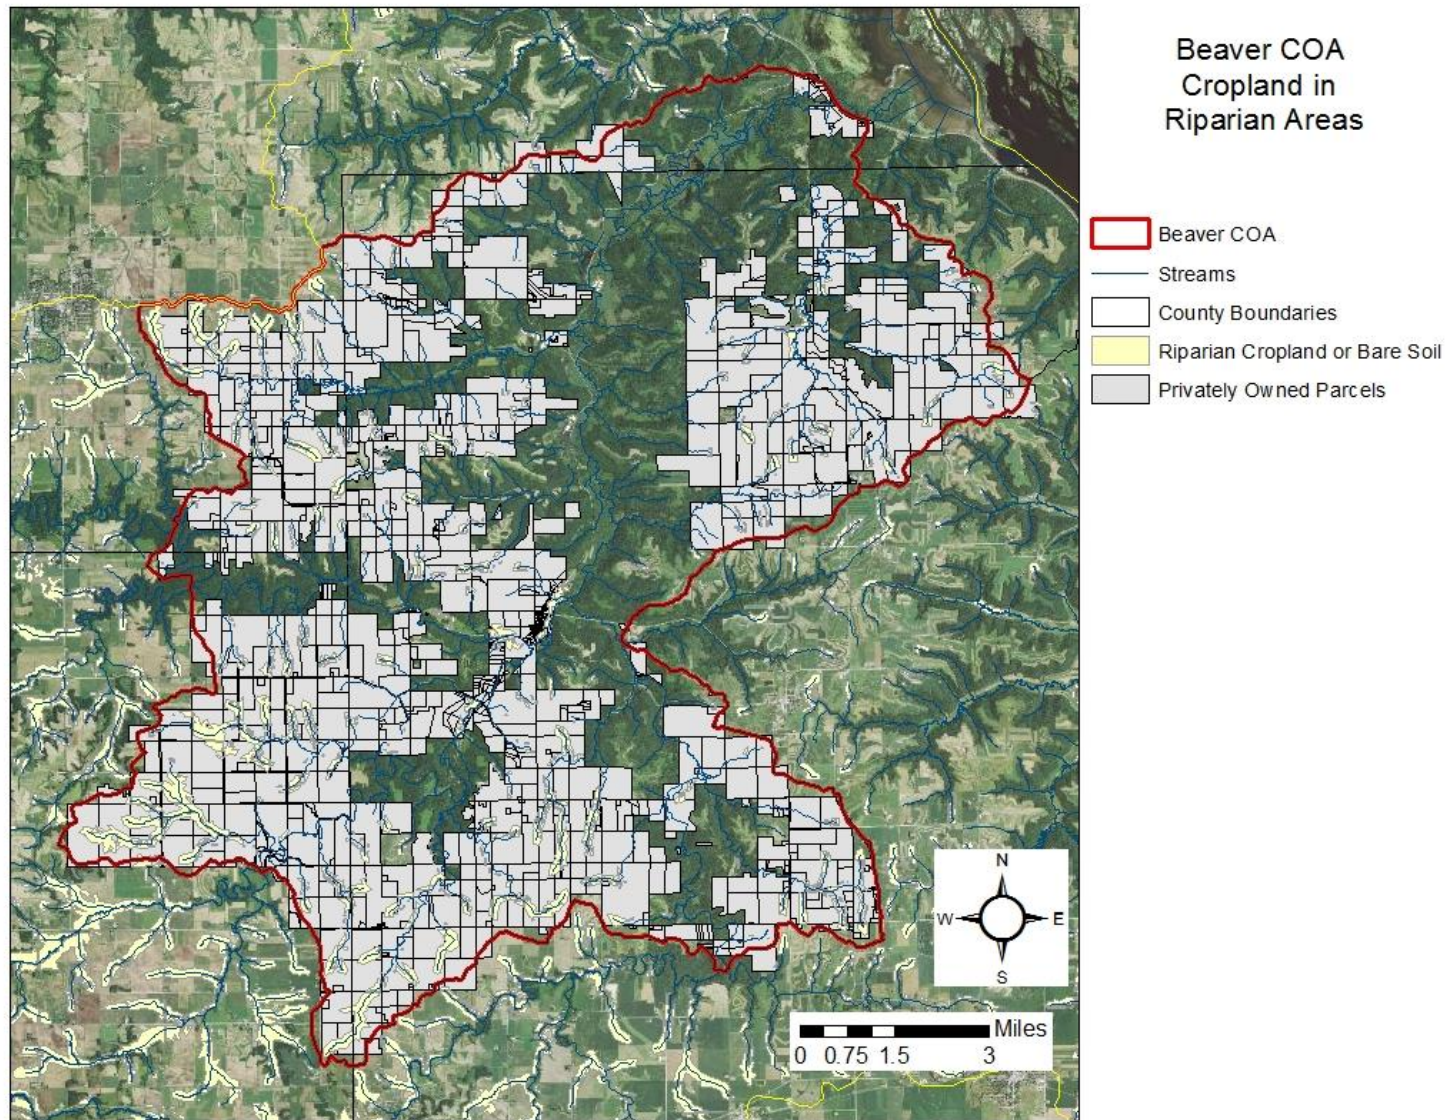 Beaver COA
Cropland in
Riparian Areas
Beaver COA
Streams
County Boundaries
Riparian Cropland or Bare Soil
Privately Owned Parcels
N
W E
S
Miles
0 0.75 1.5 3